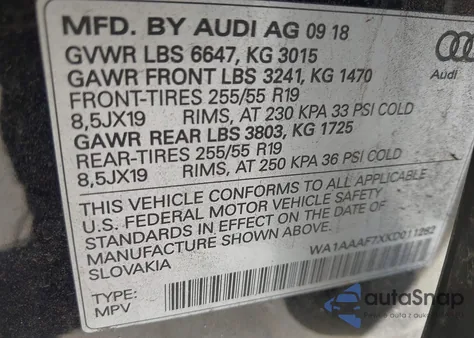 MFD. BY AUDI AG 09 18
GVWR LBS 6647, KG 3015
GAWR FRONT LBS 3241, KG 1470
FRONT-TIRES 255/55 R19
8,5JX19 RIMS, AT 230 KPA 33 PSI COLD
GAWR REAR LBS 3803, KG 1725
REAR-TIRES 255/55 R19
8,5JX19 RIMS, AT 250 KPA 36 PSI COLD
THIS VEHICLE CONFORMS TO ALL APPLICABLE
U.S. FEDERAL MOTOR VEHICLE SAFETY
STANDARDS IN EFFECT ON THE DATE OF
MANUFACTURE SHOWN ABOVE.
SLOVAKIA
WA1AAAF7XKD011282
TYPE:
MPV
Audi
autaSnap